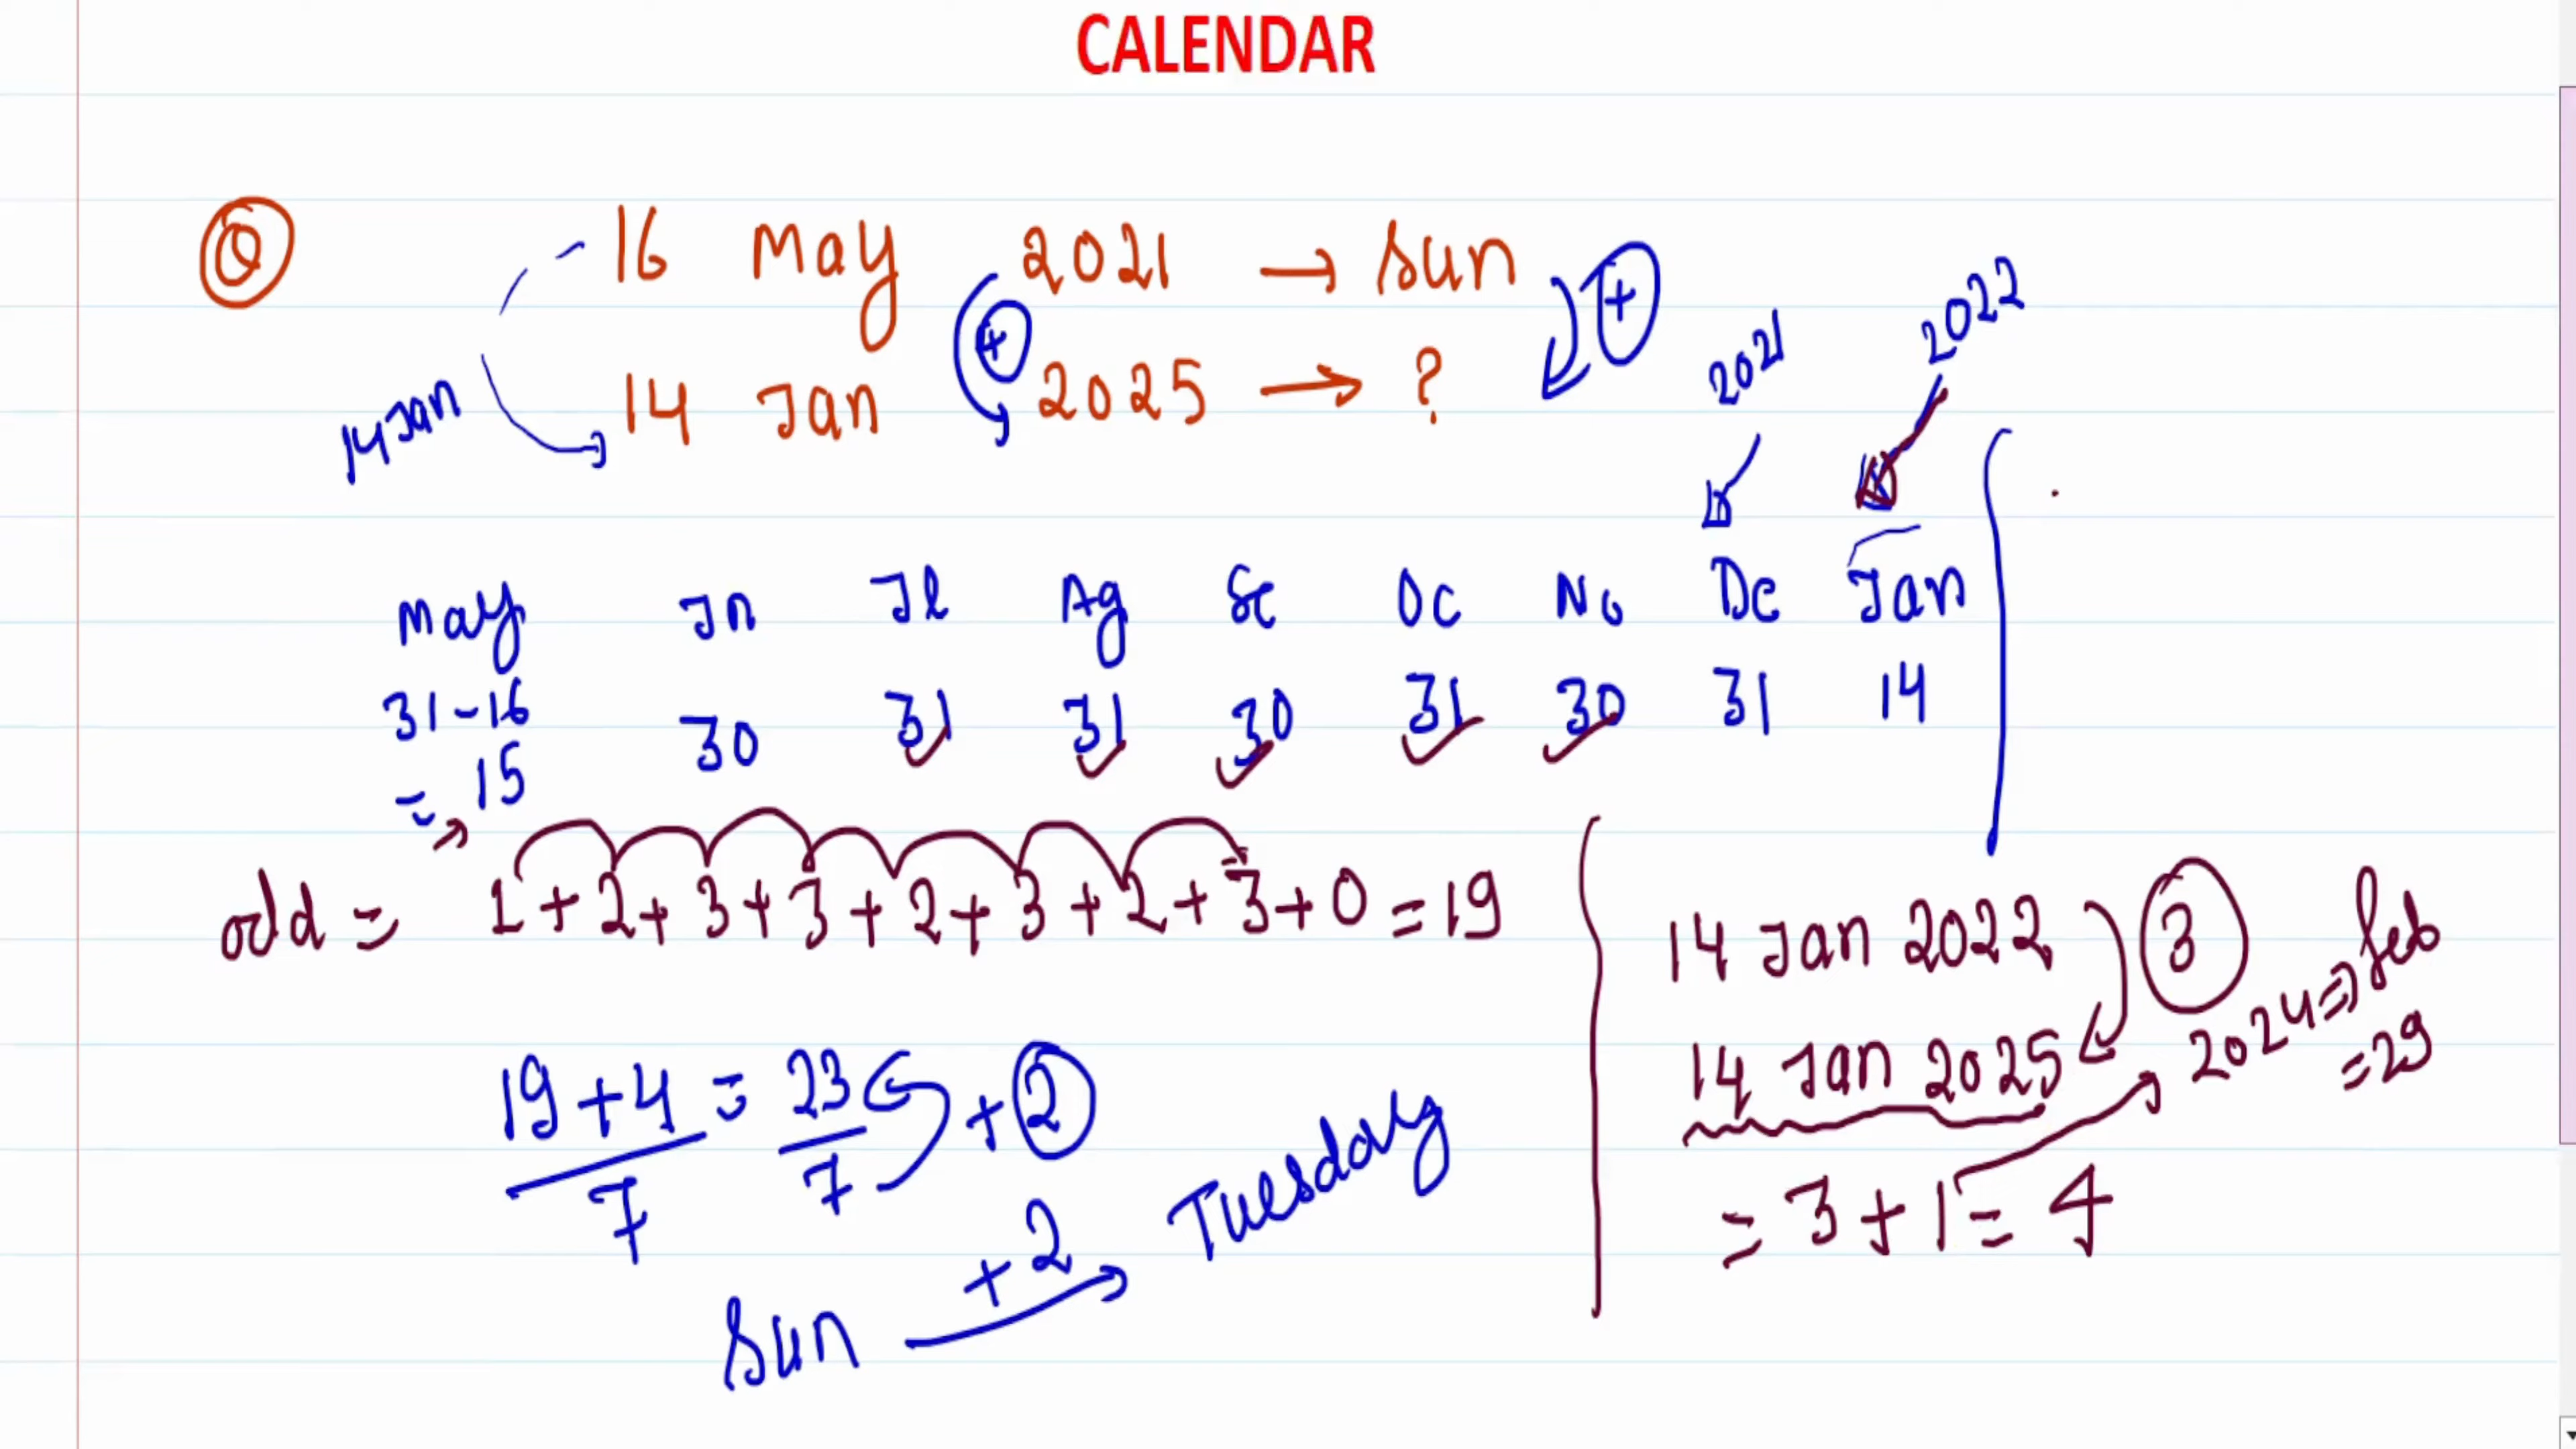 CALENDAR
Q 16 May 2021 → Sun +
14 Jan + 14 Jan 2025 → ?
2021 2022
May Jn Jl Ag Se Oc No De Jan
31-16 30 31 31 30 31 30 31 14
= 15
odd = 1+2+3+3+2+3+2+3+0=19
14 Jan 2022 3
14 Jan 2025 2024⇒ feb
=29
= 3+1= 4
19+4 = 23 +2
7 7
Sun +2 → Tuesday